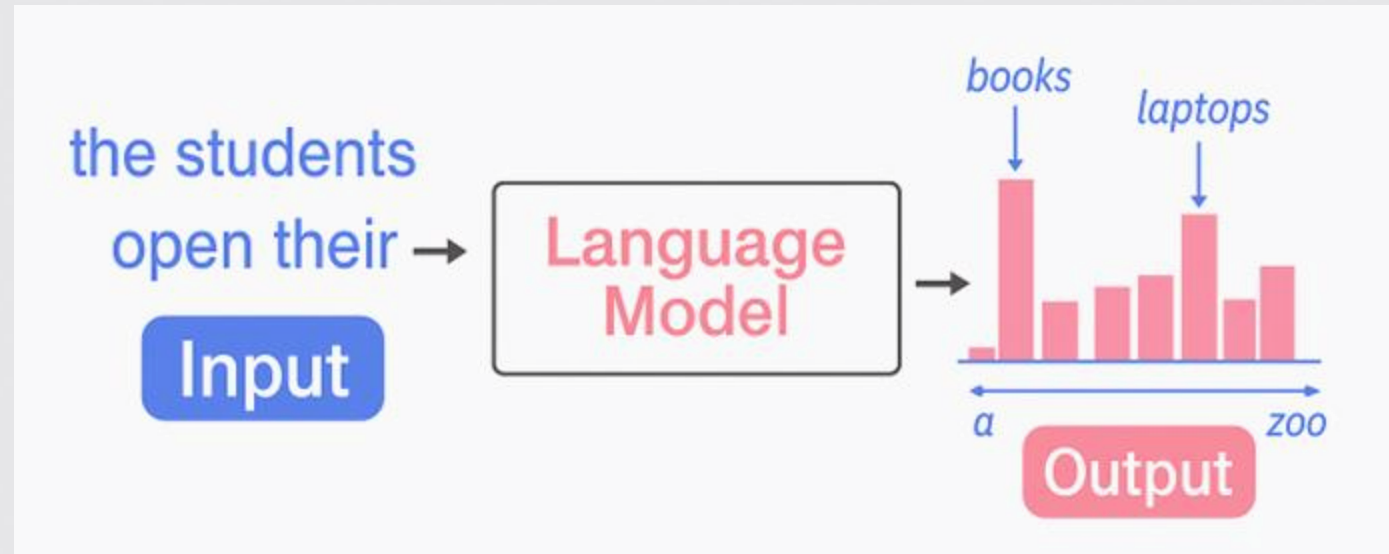 the students
open their
Input
Language
Model
books
laptops
a
zoo
Output